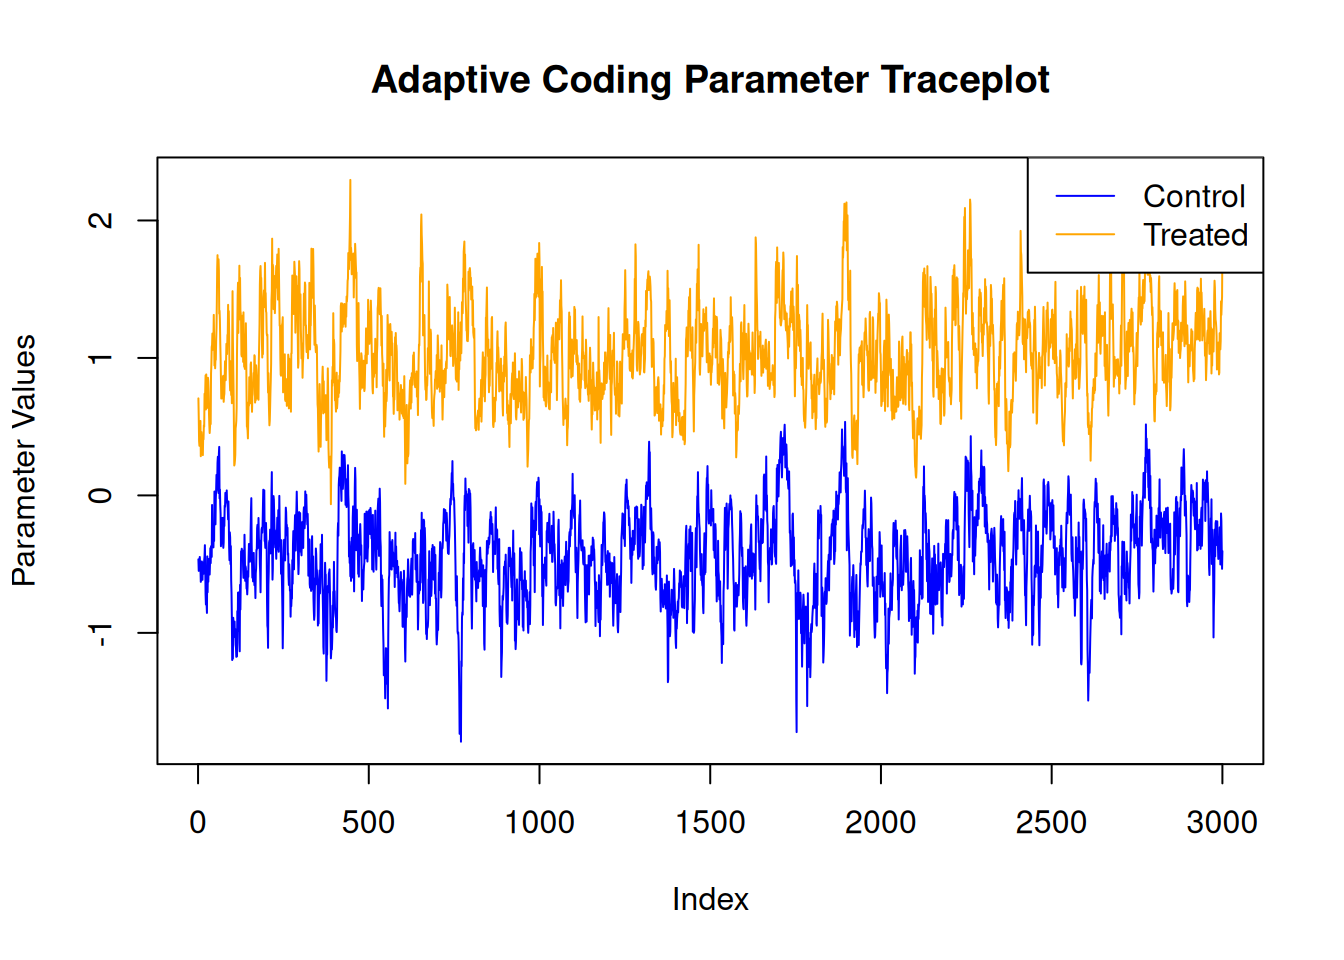 Adaptive Coding Parameter Traceplot
Control
Treated
Parameter Values
2
1
0
-1
0 500 1000 1500 2000 2500 3000
Index